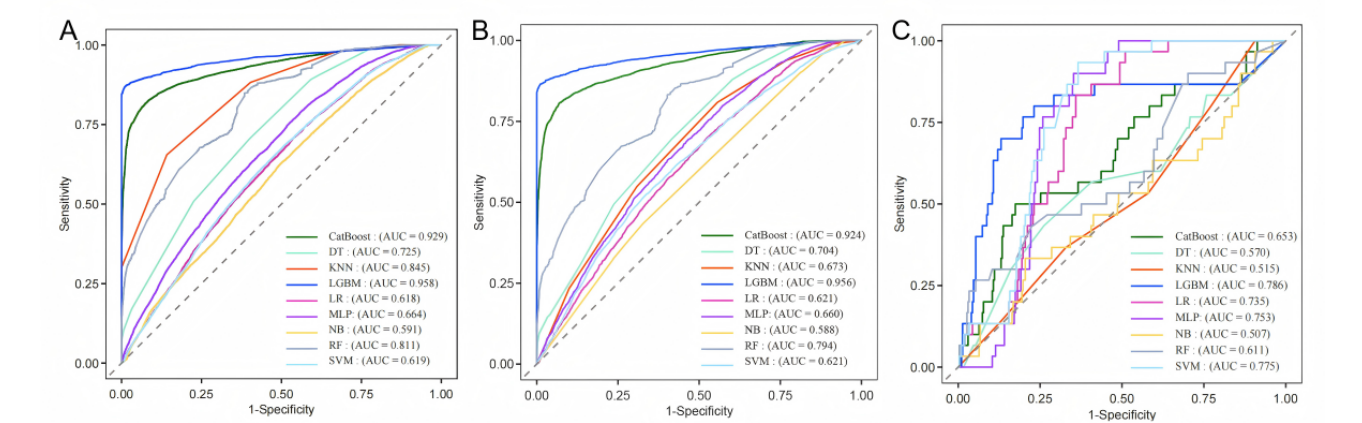 A
Sensitivity
1.00
0.75
0.50
0.25
0.00
CatBoost : (AUC = 0.929)
DT : (AUC = 0.725)
KNN : (AUC = 0.845)
LGBM : (AUC = 0.958)
LR : (AUC = 0.618)
MLP: (AUC = 0.664)
NB : (AUC = 0.591)
RF : (AUC = 0.811)
SVM : (AUC = 0.619)
0.00 0.25 0.50 0.75 1.00
1-Specificity
B
Sensitivity
1.00
0.75
0.50
0.25
0.00
CatBoost : (AUC = 0.924)
DT : (AUC = 0.704)
KNN : (AUC = 0.673)
LGBM : (AUC = 0.956)
LR : (AUC = 0.621)
MLP : (AUC = 0.660)
NB : (AUC = 0.588)
RF : (AUC = 0.794)
SVM : (AUC = 0.621)
0.00 0.25 0.50 0.75 1.00
1-Specificity
C
Sensitivity
1.00
0.75
0.50
0.25
0.00
CatBoost : (AUC = 0.653)
DT : (AUC = 0.570)
KNN : (AUC = 0.515)
LGBM : (AUC = 0.786)
LR : (AUC = 0.735)
MLP : (AUC = 0.753)
NB : (AUC = 0.507)
RF : (AUC = 0.611)
SVM : (AUC = 0.775)
0.00 0.25 0.50 0.75 1.00
1-Specificity